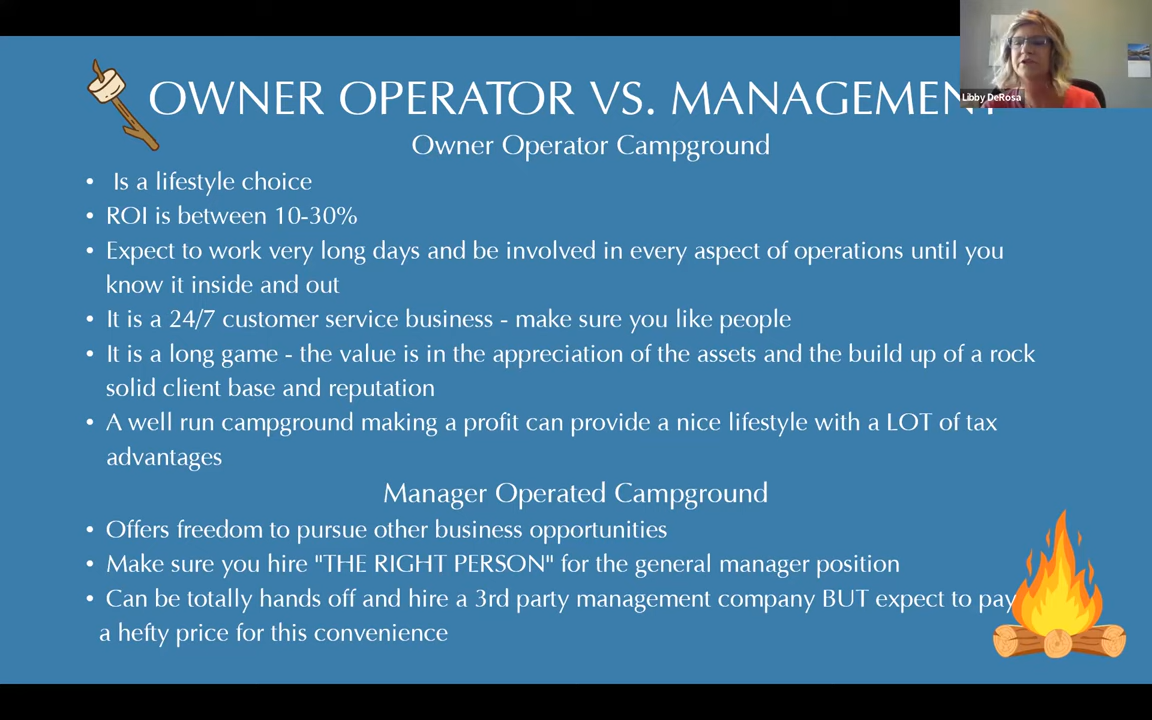 OWNER OPERATOR VS. MANAGEMEN
Libby DeRosa
Owner Operator Campground
• Is a lifestyle choice
• ROI is between 10-30%
• Expect to work very long days and be involved in every aspect of operations until you
know it inside and out
• It is a 24/7 customer service business - make sure you like people
• It is a long game - the value is in the appreciation of the assets and the build up of a rock
solid client base and reputation
• A well run campground making a profit can provide a nice lifestyle with a LOT of tax
advantages
Manager Operated Campground
• Offers freedom to pursue other business opportunities
• Make sure you hire "THE RIGHT PERSON" for the general manager position
• Can be totally hands off and hire a 3rd party management company BUT expect to pay
a hefty price for this convenience